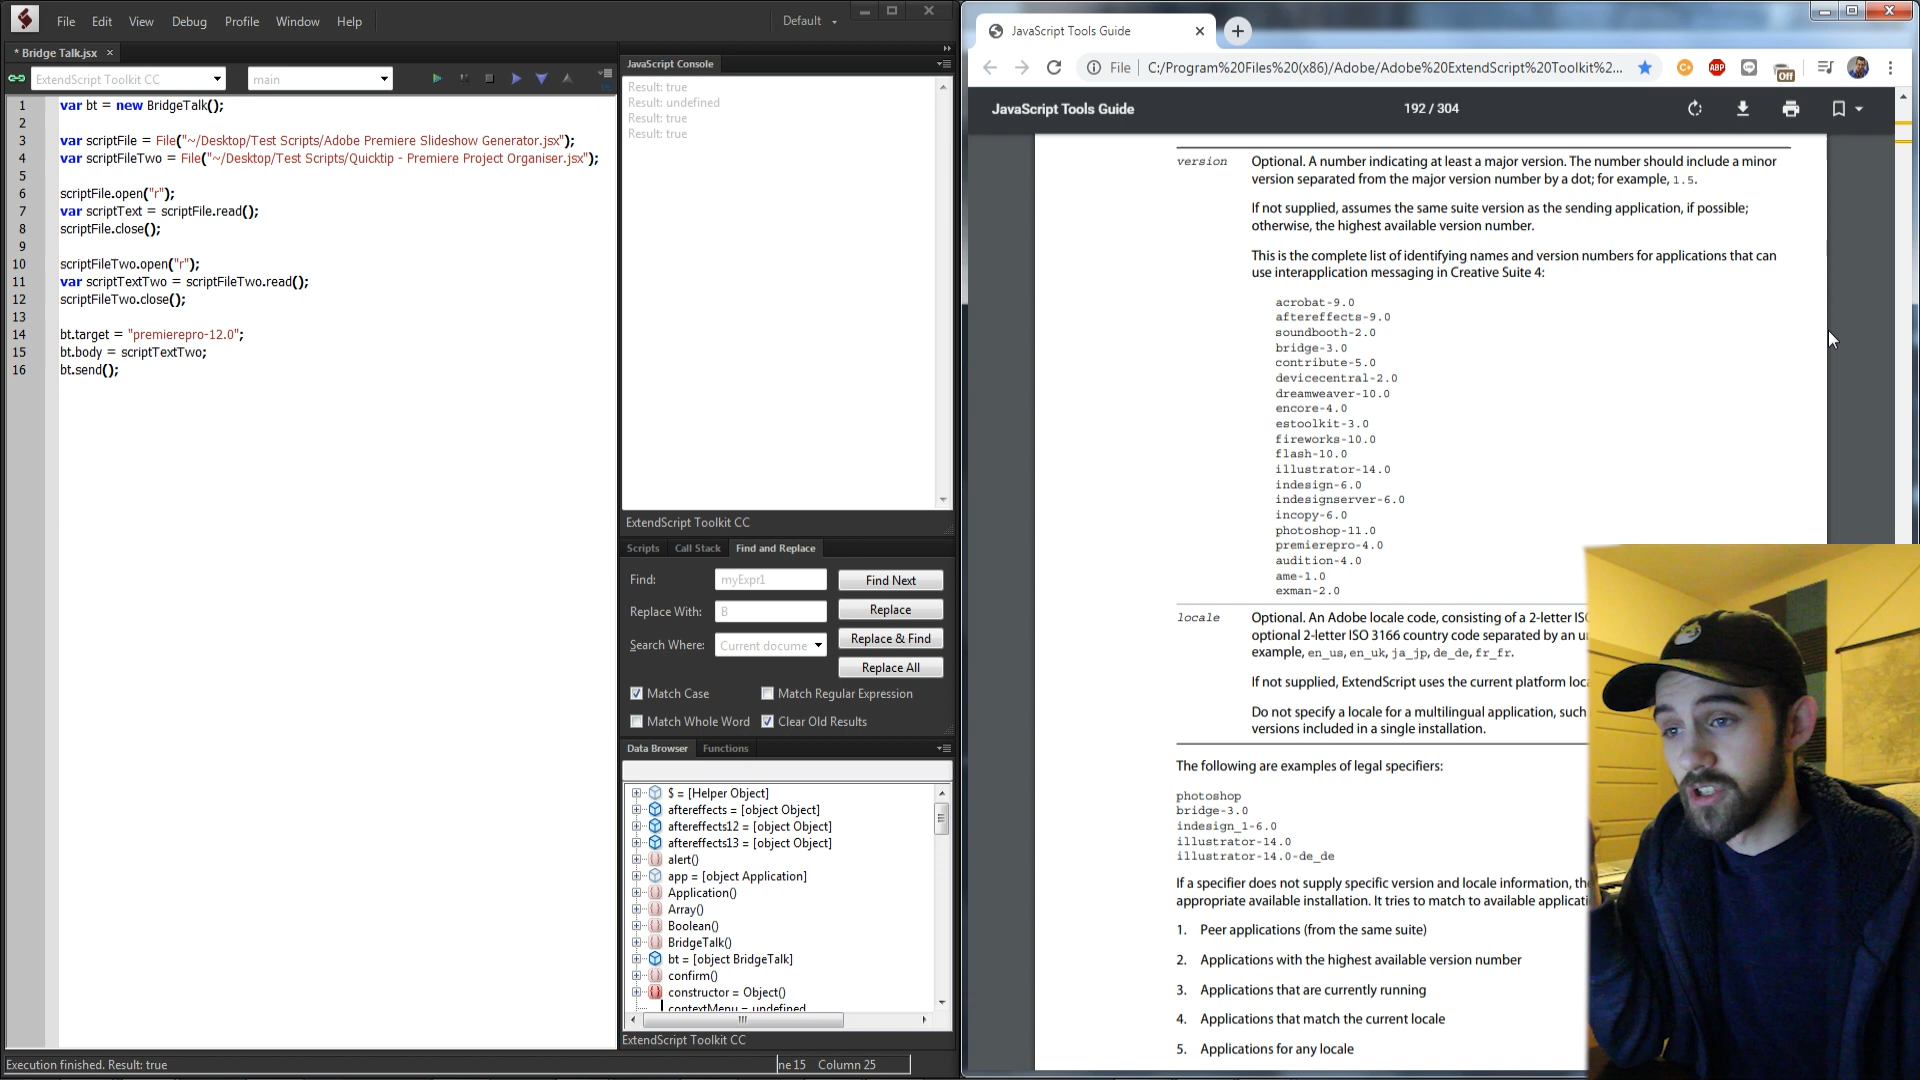 File Edit View Debug Profile Window Help
Default
* Bridge Talk.jsx ×
ExtendScript Toolkit CC
main
1 var bt = new BridgeTalk();
2
3 var scriptFile = File("~/Desktop/Test Scripts/Adobe Premiere Slideshow Generator.jsx");
4 var scriptFileTwo = File("~/Desktop/Test Scripts/Quicktip - Premiere Project Organiser.jsx");
5
6 scriptFile.open("r");
7 var scriptText = scriptFile.read();
8 scriptFile.close();
9
10 scriptFileTwo.open("r");
11 var scriptTextTwo = scriptFileTwo.read();
12 scriptFileTwo.close();
13
14 bt.target = "premierepro-12.0";
15 bt.body = scriptTextTwo;
16 bt.send();
Execution finished. Result: true
ne 15 Column 25
JavaScript Console
Result: true
Result: undefined
Result: true
Result: true
ExtendScript Toolkit CC
Scripts Call Stack Find and Replace
Find: myExpr1 Find Next
Replace With: B Replace
Search Where: Current docume Replace & Find
Replace All
Match Case Match Regular Expression
Match Whole Word Clear Old Results
Data Browser Functions
$ = [Helper Object]
aftereffects = [object Object]
aftereffects12 = [object Object]
aftereffects13 = [object Object]
alert()
app = [object Application]
Application()
Array()
Boolean()
BridgeTalk()
bt = [object BridgeTalk]
confirm()
constructor = Object()
contextMenu = undefined
ExtendScript Toolkit CC
JavaScript Tools Guide
File | C:/Program%20Files%20(x86)/Adobe/Adobe%20ExtendScript%20Toolkit%2...
ABP
Off
JavaScript Tools Guide 192 / 304
version Optional. A number indicating at least a major version. The number should include a minor
version separated from the major version number by a dot; for example, 1.5.
If not supplied, assumes the same suite version as the sending application, if possible;
otherwise, the highest available version number.
This is the complete list of identifying names and version numbers for applications that can
use interapplication messaging in Creative Suite 4:
acrobat-9.0
aftereffects-9.0
soundbooth-2.0
bridge-3.0
contribute-5.0
devicecentral-2.0
dreamweaver-10.0
encore-4.0
estoolkit-3.0
fireworks-10.0
flash-10.0
illustrator-14.0
indesign-6.0
indesignserver-6.0
incopy-6.0
photoshop-11.0
premierepro-4.0
audition-4.0
ame-1.0
exman-2.0
locale Optional. An Adobe locale code, consisting of a 2-letter IS
optional 2-letter ISO 3166 country code separated by an u
example, en_us, en_uk, ja_jp, de_de, fr_fr.
If not supplied, ExtendScript uses the current platform loc
Do not specify a locale for a multilingual application, such
versions included in a single installation.
The following are examples of legal specifiers:
photoshop
bridge-3.0
indesign_1-6.0
illustrator-14.0
illustrator-14.0-de_de
If a specifier does not supply specific version and locale information, the
appropriate available installation. It tries to match to available applicati
1. Peer applications (from the same suite)
2. Applications with the highest available version number
3. Applications that are currently running
4. Applications that match the current locale
5. Applications for any locale